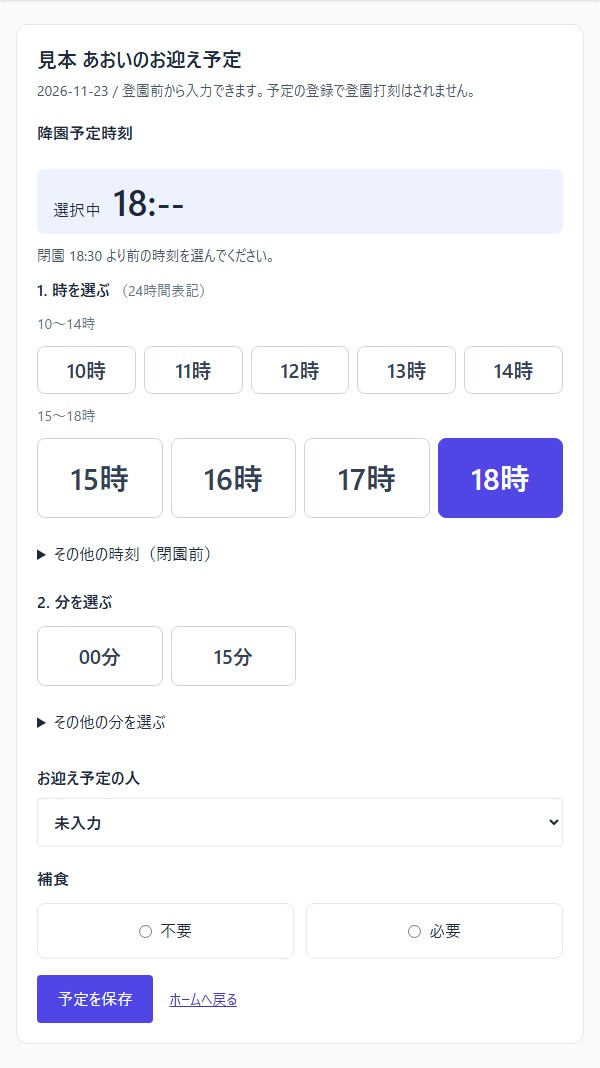 見本 あおいのお迎え予定
2026-11-23 / 登園前から入力できます。予定の登録で登園打刻はされません。
降園予定時刻
選択中 18:--
閉園 18:30 より前の時刻を選んでください。
1. 時を選ぶ （24時間表記）
10〜14時
10時 11時 12時 13時 14時
15〜18時
15時 16時 17時 18時
▶ その他の時刻（閉園前）
2. 分を選ぶ
00分 15分
▶ その他の分を選ぶ
お迎え予定の人
未入力
補食
不要 必要
予定を保存 ホームへ戻る